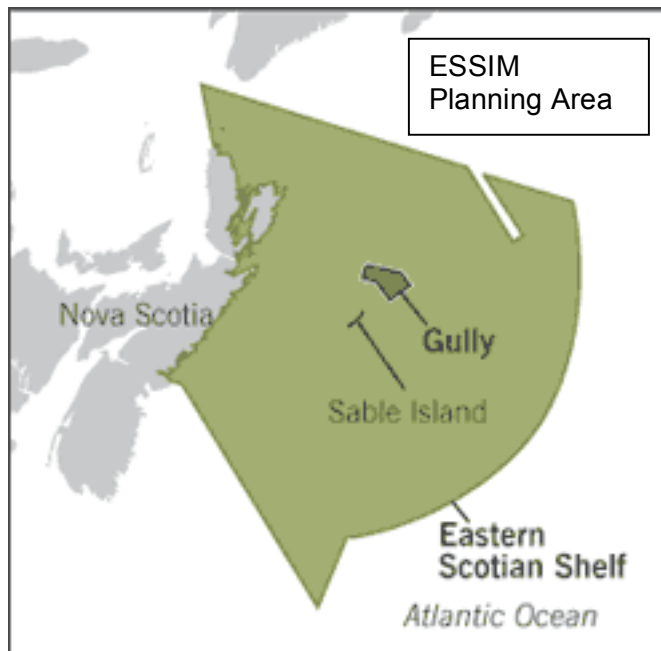 ESSIM
Planning Area
Nova Scotia
Gully
Sable Island
Eastern
Scotian Shelf
Atlantic Ocean